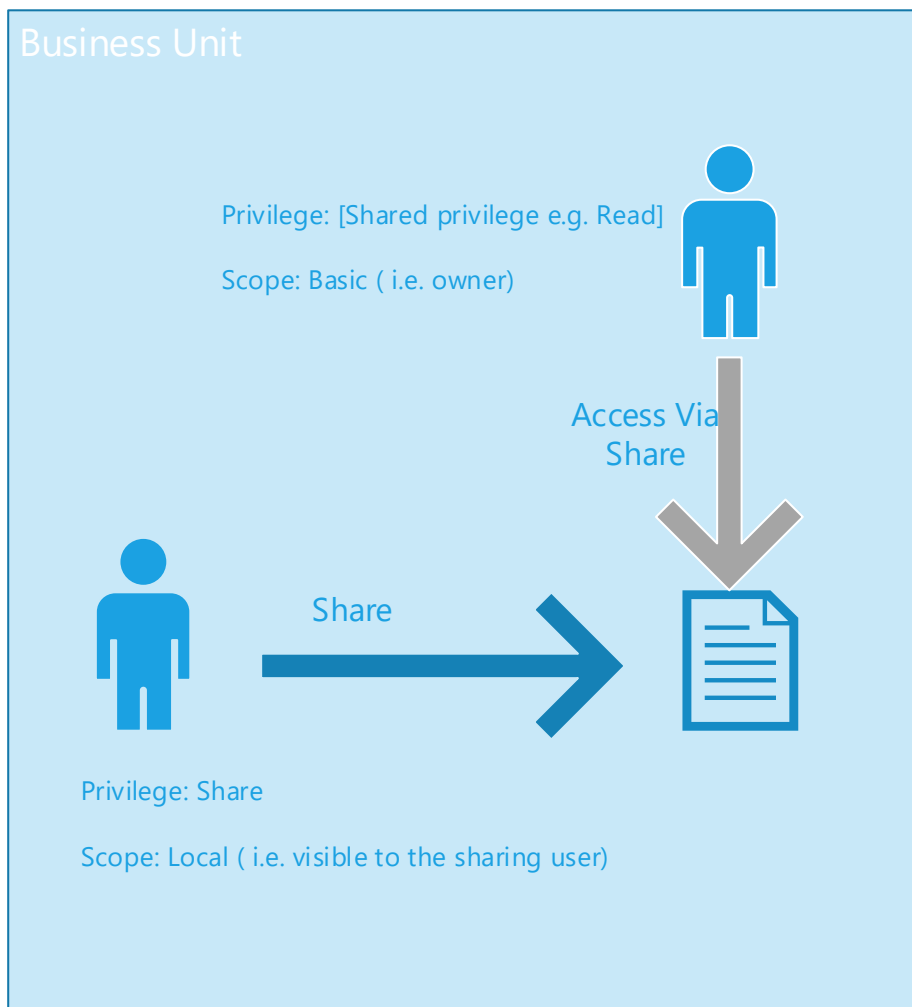 Business Unit
Privilege: [Shared privilege e.g. Read]
Scope: Basic ( i.e. owner)
Access Via
Share
Share
Privilege: Share
Scope: Local ( i.e. visible to the sharing user)